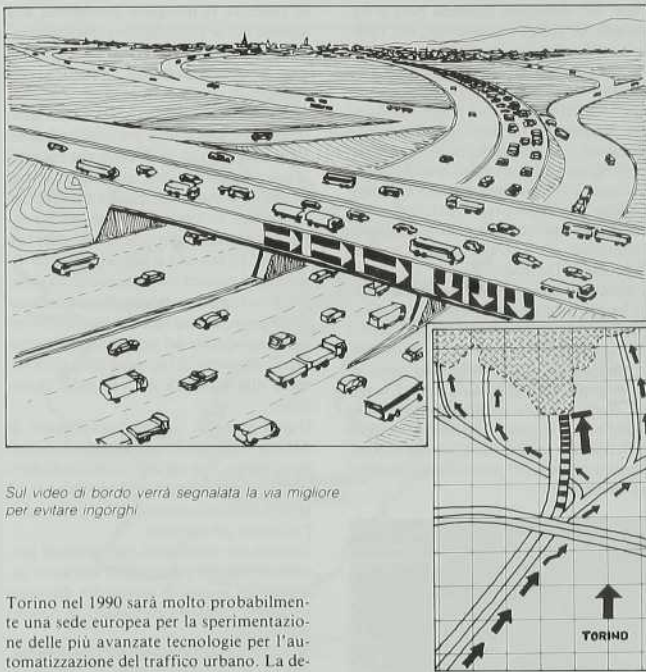 Sul video di bordo verrà segnalata la via migliore
per evitare ingorghi
TORINO
Torino nel 1990 sarà molto probabilmen-
te una sede europea per la sperimentazio-
ne delle più avanzate tecnologie per l'au-
tomatizzazione del traffico urbano. La de-